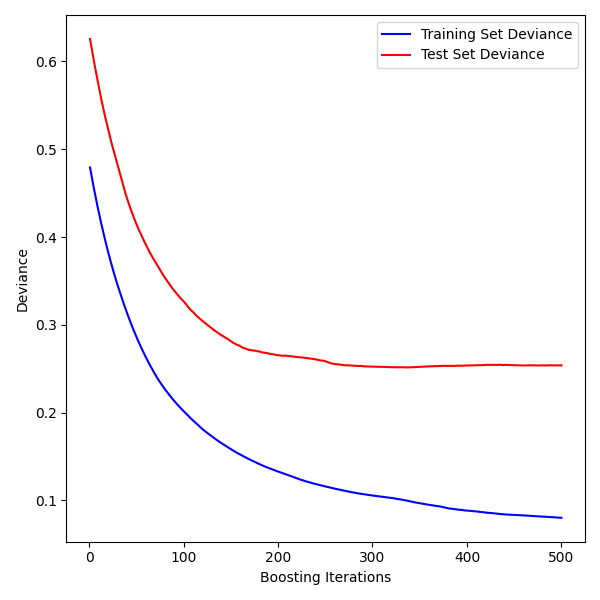 Training Set Deviance
Test Set Deviance
0.6
0.5
0.4
0.3
0.2
0.1
Deviance
0 100 200 300 400 500
Boosting Iterations